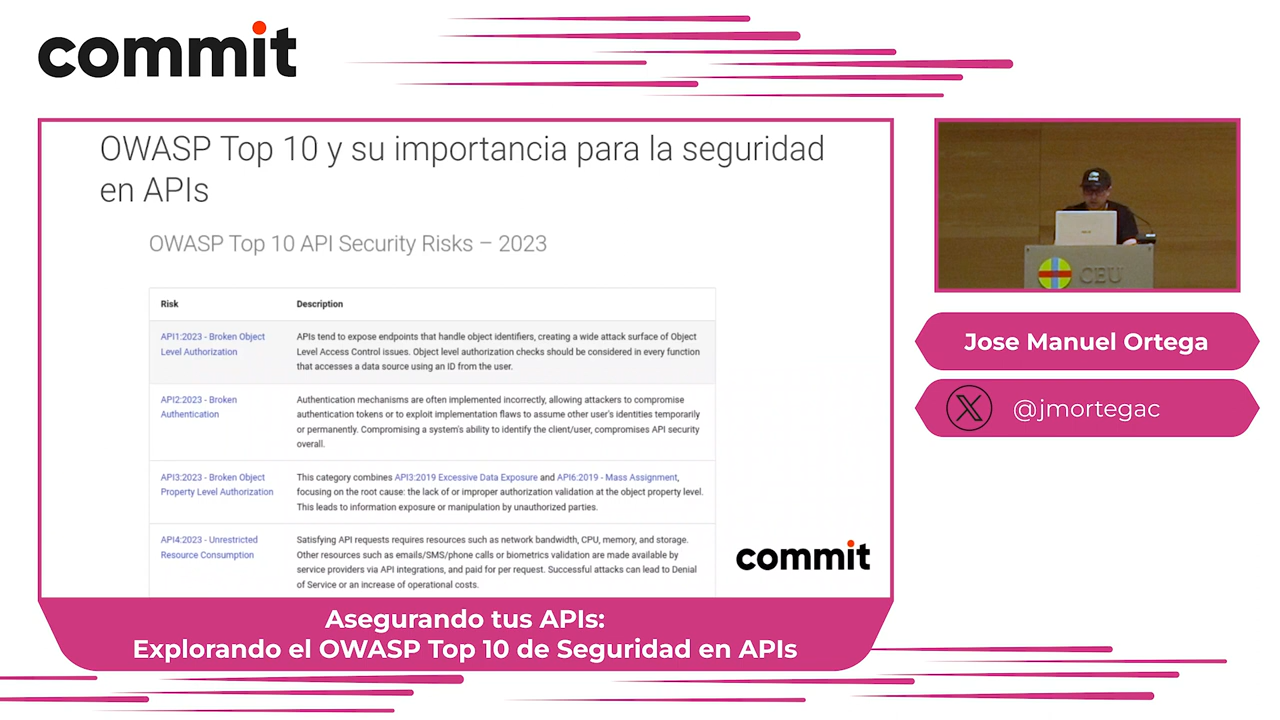 commit
OWASP Top 10 y su importancia para la seguridad
en APIs
OWASP Top 10 API Security Risks – 2023
Risk
Description
API1:2023 - Broken Object
Level Authorization
APIs tend to expose endpoints that handle object identifiers, creating a wide attack surface of Object
Level Access Control issues. Object level authorization checks should be considered in every function
that accesses a data source using an ID from the user.
API2:2023 - Broken
Authentication
Authentication mechanisms are often implemented incorrectly, allowing attackers to compromise
authentication tokens or to exploit implementation flaws to assume other user's identities temporarily
or permanently. Compromising a system's ability to identify the client/user, compromises API security
overall.
API3:2023 - Broken Object
Property Level Authorization
This category combines API3:2019 Excessive Data Exposure and API6:2019 - Mass Assignment,
focusing on the root cause: the lack of or improper authorization validation at the object property level.
This leads to information exposure or manipulation by unauthorized parties.
API4:2023 - Unrestricted
Resource Consumption
Satisfying API requests requires resources such as network bandwidth, CPU, memory, and storage.
Other resources such as emails/SMS/phone calls or biometrics validation are made available by
service providers via API integrations, and paid for per request. Successful attacks can lead to Denial
of Service or an increase of operational costs.
commit
Asegurando tus APIs:
Explorando el OWASP Top 10 de Seguridad en APIs
CEU
Jose Manuel Ortega
@jmortegac